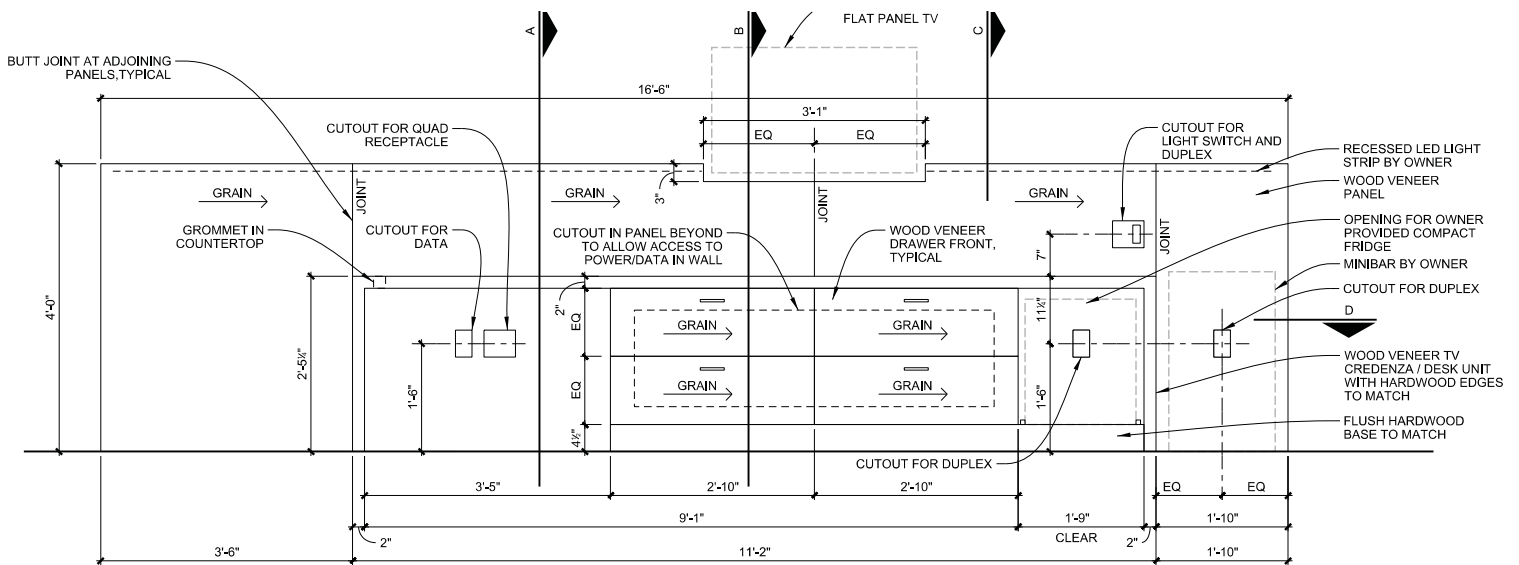 A
B
C
FLAT PANEL TV
BUTT JOINT AT ADJOINING
PANELS,TYPICAL
16'-6"
3'-1"
EQ
EQ
CUTOUT FOR QUAD
RECEPTACLE
CUTOUT FOR
LIGHT SWITCH AND
DUPLEX
RECESSED LED LIGHT
STRIP BY OWNER
WOOD VENEER
PANEL
GRAIN
JOINT
GRAIN
3"
JOINT
GRAIN
JOINT
OPENING FOR OWNER
PROVIDED COMPACT
FRIDGE
GROMMET IN
COUNTERTOP
CUTOUT FOR
DATA
CUTOUT IN PANEL BEYOND
TO ALLOW ACCESS TO
POWER/DATA IN WALL
WOOD VENEER
DRAWER FRONT,
TYPICAL
7"
MINIBAR BY OWNER
CUTOUT FOR DUPLEX
D
4'-0"
2'-5¼"
1'-6"
2"
EQ
EQ
4½"
GRAIN
GRAIN
GRAIN
GRAIN
11¼"
1'-6"
WOOD VENEER TV
CREDENZA / DESK UNIT
WITH HARDWOOD EDGES
TO MATCH
FLUSH HARDWOOD
BASE TO MATCH
CUTOUT FOR DUPLEX
3'-5"
2'-10"
2'-10"
EQ
EQ
2"
9'-1"
1'-9"
CLEAR
2"
1'-10"
3'-6"
11'-2"
1'-10"